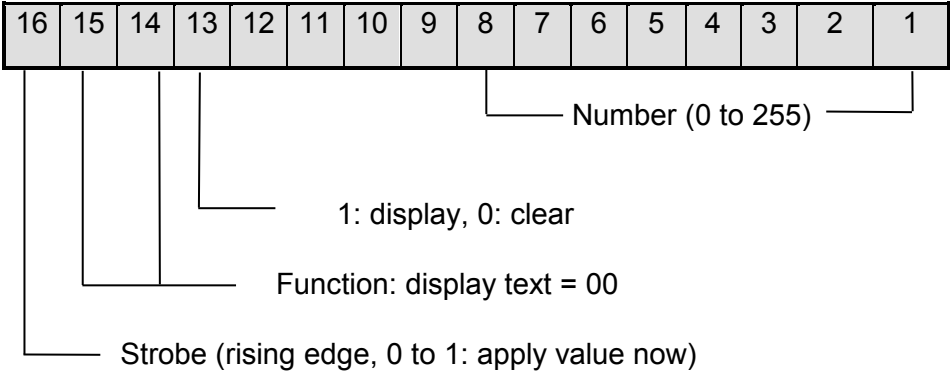 16 15 14 13 12 11 10 9 8 7 6 5 4 3 2 1
Number (0 to 255)
1: display, 0: clear
Function: display text = 00
Strobe (rising edge, 0 to 1: apply value now)